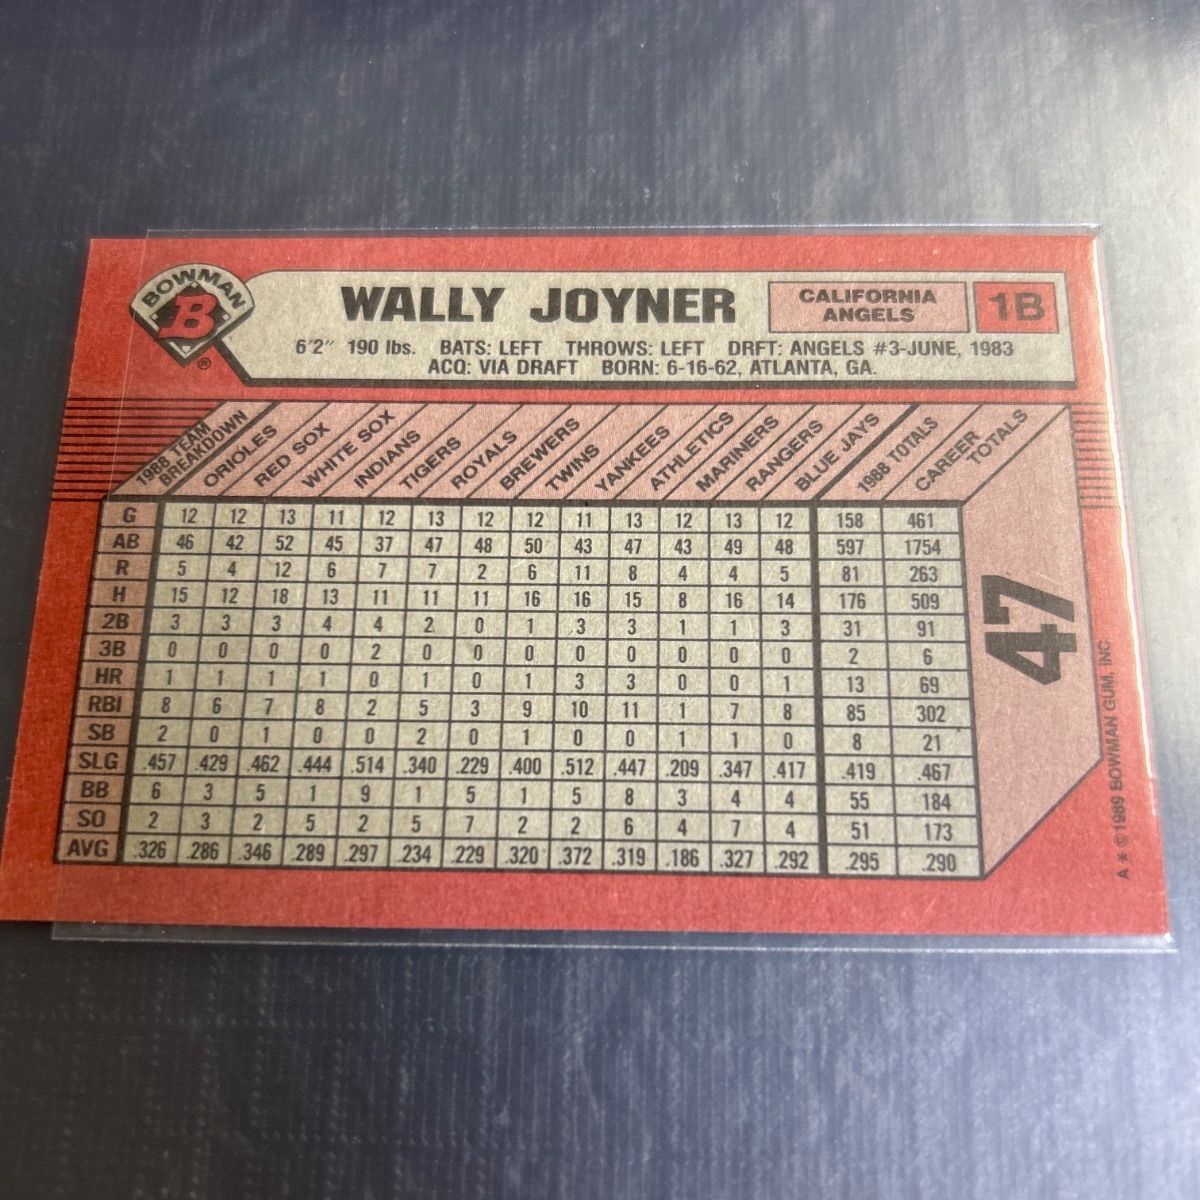 BOWMAN
B
®
WALLY JOYNER
CALIFORNIA
ANGELS
1B
6'2" 190 lbs. BATS: LEFT THROWS: LEFT DRFT: ANGELS #3-JUNE, 1983
ACQ: VIA DRAFT BORN: 6-16-62, ATLANTA, GA.
1988 TEAM BREAKDOWN ORIOLES RED SOX WHITE SOX INDIANS TIGERS ROYALS BREWERS TWINS YANKEES ATHLETICS MARINERS RANGERS BLUE JAYS 1988 TOTALS CAREER TOTALS
G 12 12 13 11 12 13 12 12 11 13 12 13 12 158 461
AB 46 42 52 45 37 47 48 50 43 47 43 49 48 597 1754
R 5 4 12 6 7 7 2 6 11 8 4 4 5 81 263
H 15 12 18 13 11 11 11 16 16 15 8 16 14 176 509
2B 3 3 3 4 4 2 0 1 3 3 1 1 3 31 91
3B 0 0 0 0 2 0 0 0 0 0 0 0 0 2 6
HR 1 1 1 1 0 1 0 1 3 3 0 0 1 13 69
RBI 8 6 7 8 2 5 3 9 10 11 1 7 8 85 302
SB 2 0 1 0 0 2 0 1 0 0 1 1 0 8 21
SLG .457 .429 .462 .444 .514 .340 .229 .400 .512 .447 .209 .347 .417 .419 .467
BB 6 3 5 1 9 1 5 1 5 8 3 4 4 55 184
SO 2 3 2 5 2 5 7 2 2 6 4 7 4 51 173
AVG .326 .286 .346 .289 .297 .234 .229 .320 .372 .319 .186 .327 .292 .295 .290
47
A * © 1989 BOWMAN GUM, INC